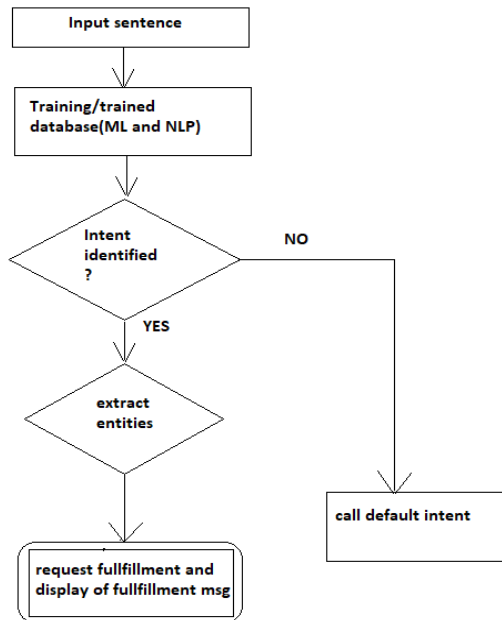 Input sentence
Training/trained
database(ML and NLP)
Intent
identified
?
NO
YES
extract
entities
call default intent
request fullfillment and
display of fullfillment msg